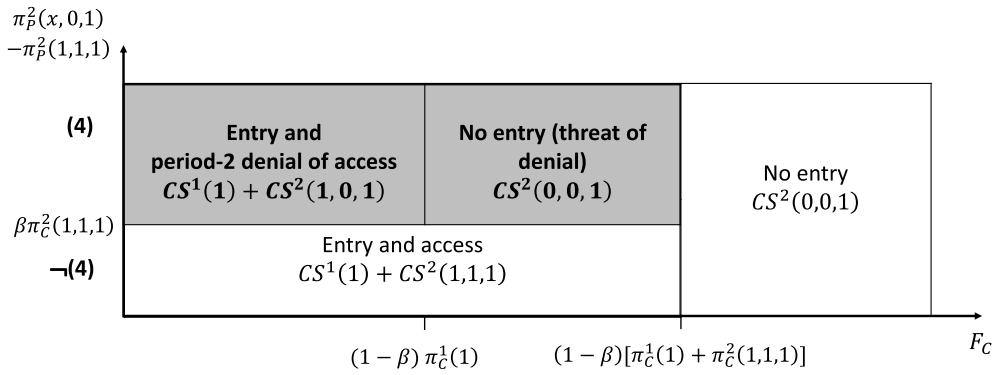 π_P^2(x, 0,1)
−π_P^2(1,1,1)
(4)
Entry and
period-2 denial of access
CS^1(1) + CS^2(1, 0, 1)
No entry (threat of
denial)
CS^2(0, 0, 1)
No entry
CS^2(0,0,1)
βπ_C^2(1,1,1)
Entry and access
CS^1(1) + CS^2(1,1,1)
¬(4)
(1 − β) π_C^1(1)
(1 − β)[π_C^1(1) + π_C^2(1,1,1)]
F_C